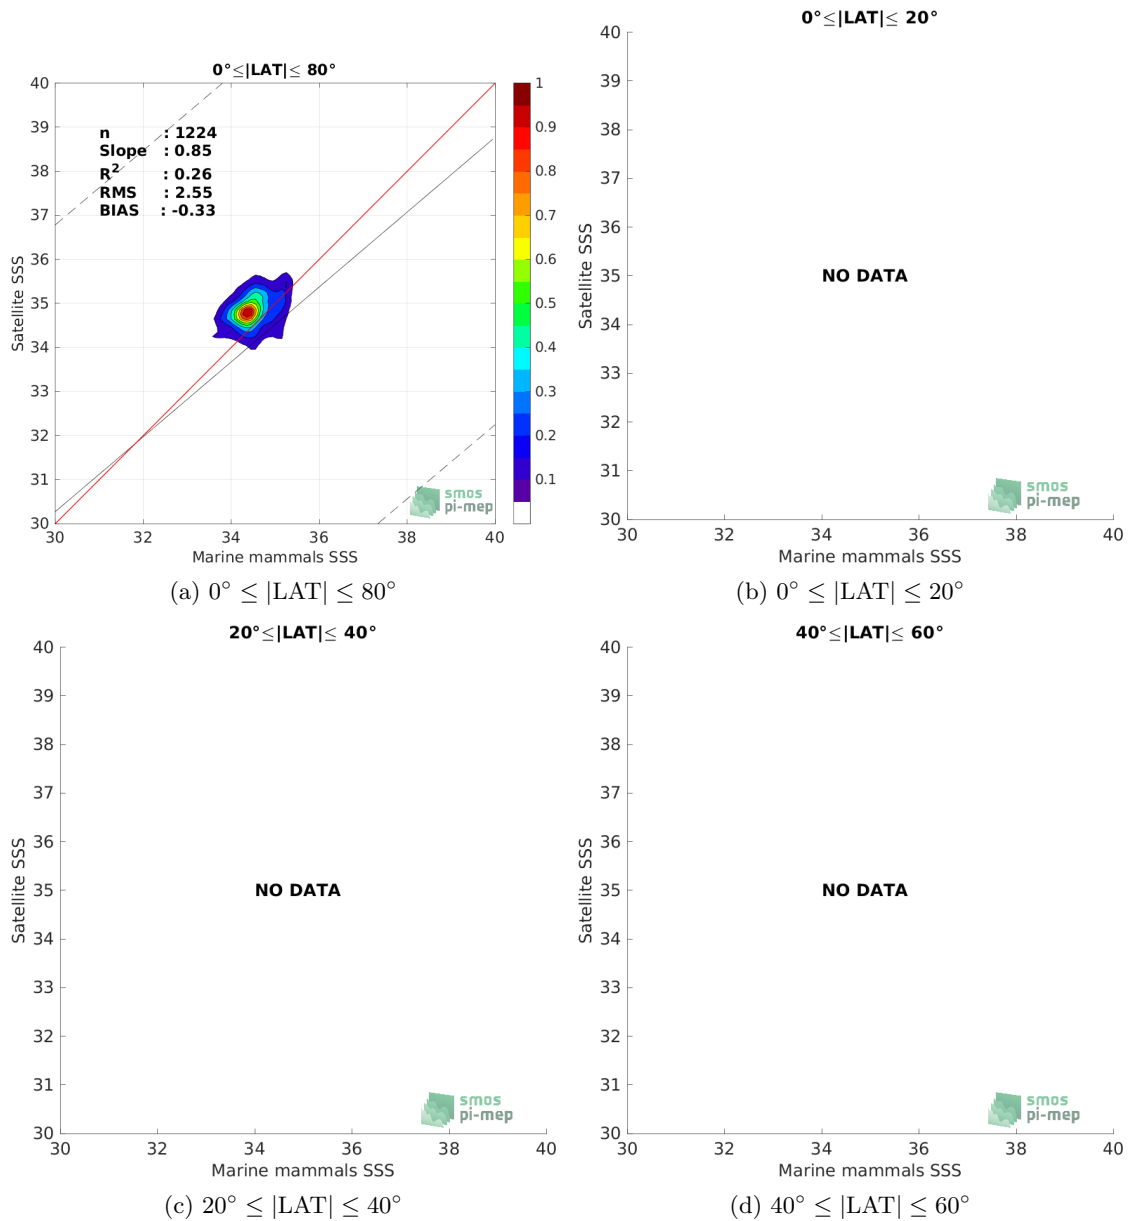 0°≤|LAT|≤ 80°
40
39
38
37
36
35
34
33
32
31
30
Satellite SSS
n : 1224
Slope : 0.85
R2 : 0.26
RMS : 2.55
BIAS : -0.33
1
0.9
0.8
0.7
0.6
0.5
0.4
0.3
0.2
0.1
smos
pi-mep
30 32 34 36 38 40
Marine mammals SSS
(a) 0° ≤ |LAT| ≤ 80°
0°≤|LAT|≤ 20°
40
39
38
37
36
35
34
33
32
31
30
Satellite SSS
NO DATA
smos
pi-mep
30 32 34 36 38 40
Marine mammals SSS
(b) 0° ≤ |LAT| ≤ 20°
20°≤|LAT|≤ 40°
40
39
38
37
36
35
34
33
32
31
30
Satellite SSS
NO DATA
smos
pi-mep
30 32 34 36 38 40
Marine mammals SSS
(c) 20° ≤ |LAT| ≤ 40°
40°≤|LAT|≤ 60°
40
39
38
37
36
35
34
33
32
31
30
Satellite SSS
NO DATA
smos
pi-mep
30 32 34 36 38 40
Marine mammals SSS
(d) 40° ≤ |LAT| ≤ 60°